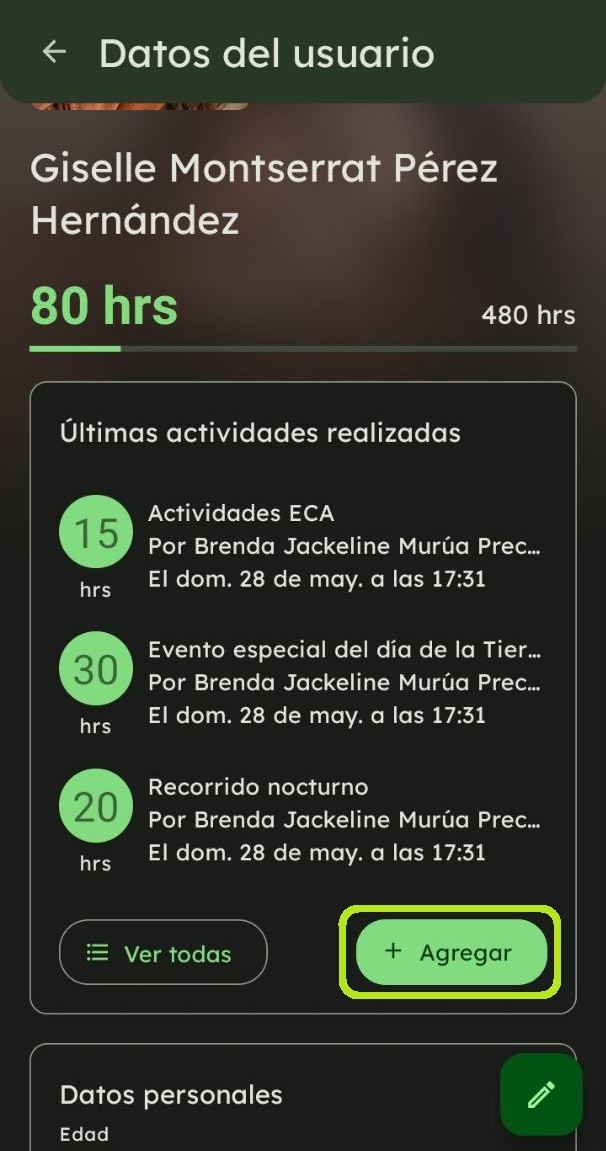 Datos del usuario
Giselle Montserrat Pérez
Hernández
80 hrs
480 hrs
Últimas actividades realizadas
15
hrs
Actividades ECA
Por Brenda Jackeline Murúa Prec...
El dom. 28 de may. a las 17:31
30
hrs
Evento especial del día de la Tier...
Por Brenda Jackeline Murúa Prec...
El dom. 28 de may. a las 17:31
20
hrs
Recorrido nocturno
Por Brenda Jackeline Murúa Prec...
El dom. 28 de may. a las 17:31
Ver todas
+ Agregar
Datos personales
Edad